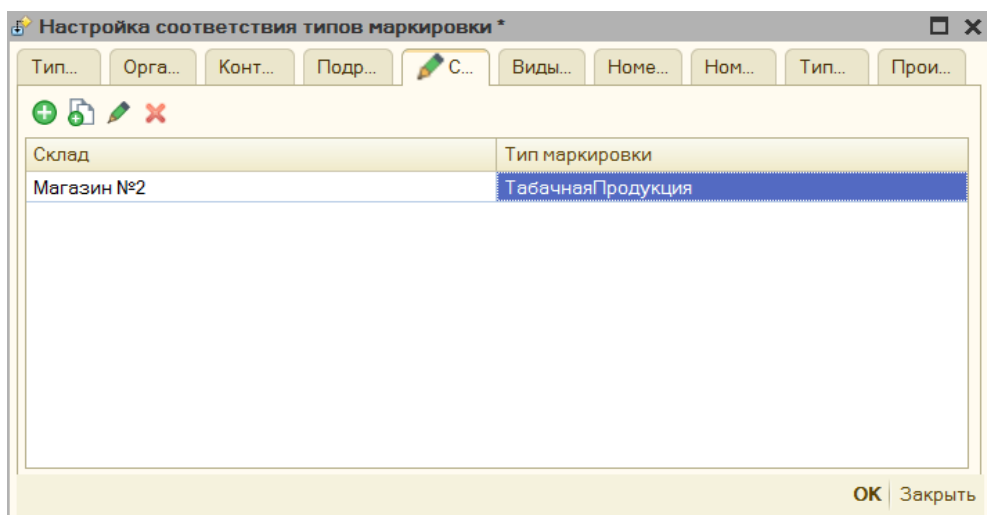 Настройка соответствия типов маркировки *
Тип... Орга... Конт... Подр... С... Виды... Номе... Ном... Тип... Прои...
Склад Тип маркировки
Магазин №2 ТабачнаяПродукция
ОК Закрыть